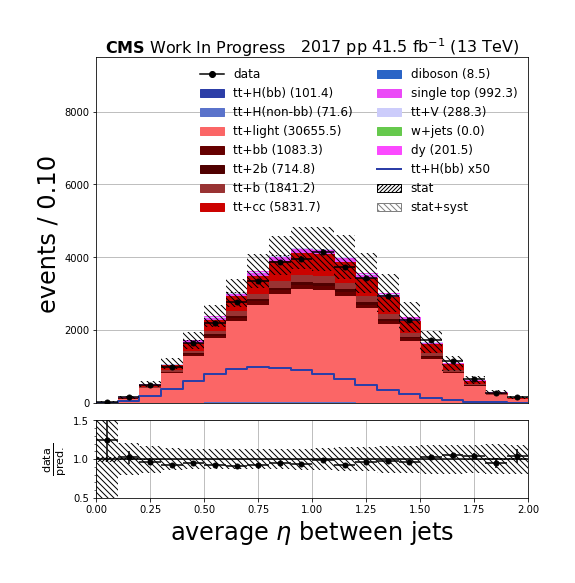 CMS Work In Progress 2017 pp 41.5 fb⁻¹ (13 TeV)
data
tt+H(bb) (101.4)
tt+H(non-bb) (71.6)
tt+light (30655.5)
tt+bb (1083.3)
tt+2b (714.8)
tt+b (1841.2)
tt+cc (5831.7)
diboson (8.5)
single top (992.3)
tt+V (288.3)
w+jets (0.0)
dy (201.5)
tt+H(bb) x50
stat
stat+syst
events / 0.10
8000
6000
4000
2000
0
data
pred.
1.5
1.0
0.5
0.00 0.25 0.50 0.75 1.00 1.25 1.50 1.75 2.00
average η between jets